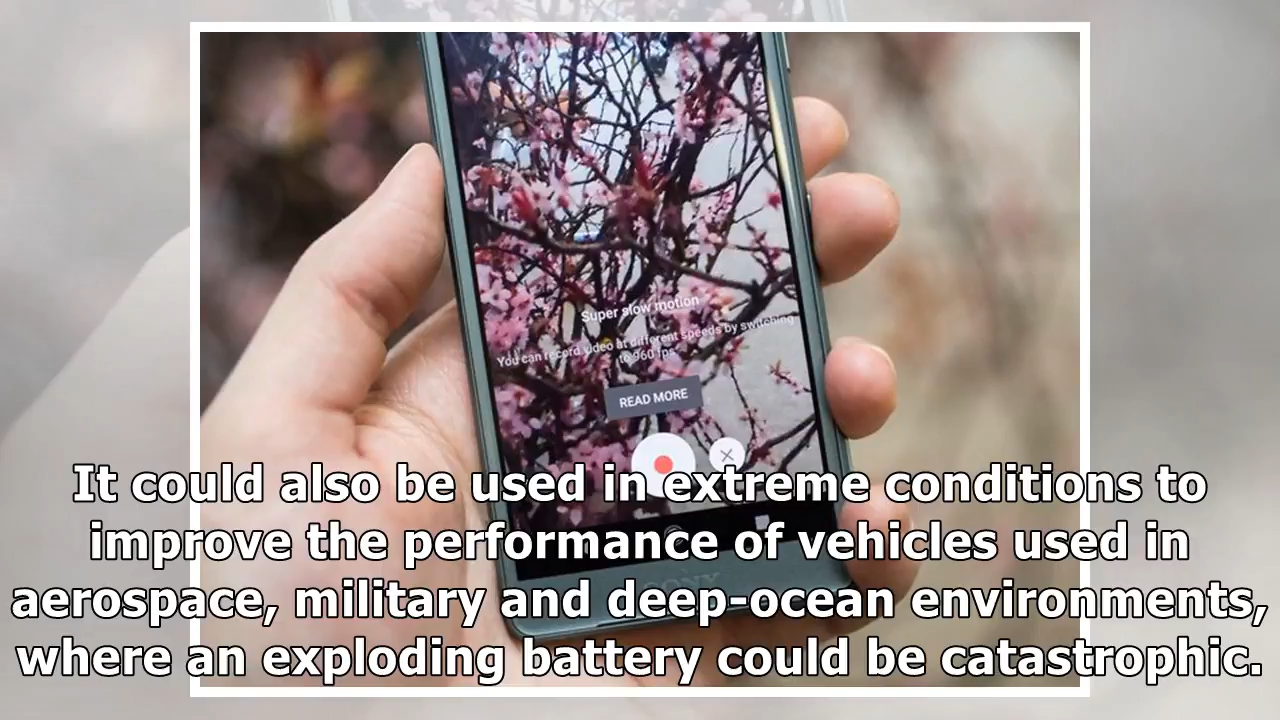 Super slow motion
You can record video at different speeds by switching
to 960 fps
READ MORE
SONY
It could also be used in extreme conditions to
improve the performance of vehicles used in
aerospace, military and deep-ocean environments,
where an exploding battery could be catastrophic.